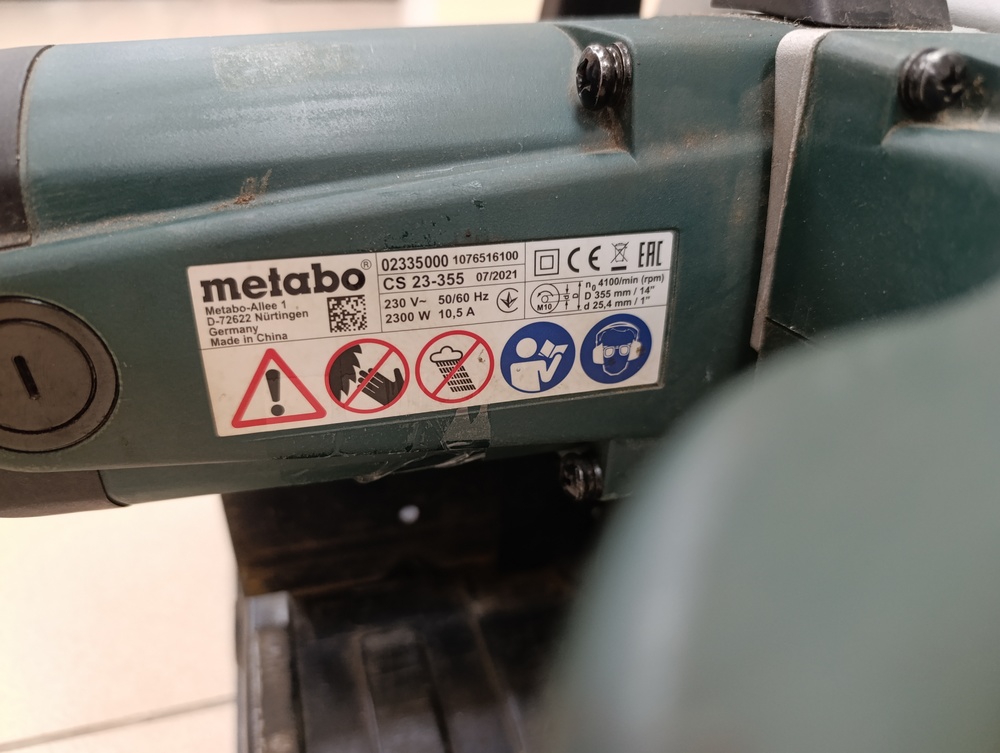 metabo®
Metabo-Allee 1
D-72622 Nürtingen
Germany
Made in China
02335000 1076516100
CS 23-355 07/2021
230 V~ 50/60 Hz
2300 W 10,5 A
CE EAC
n0 4100/min (rpm)
D 355 mm / 14"
d 25,4 mm / 1"
M10
D
d